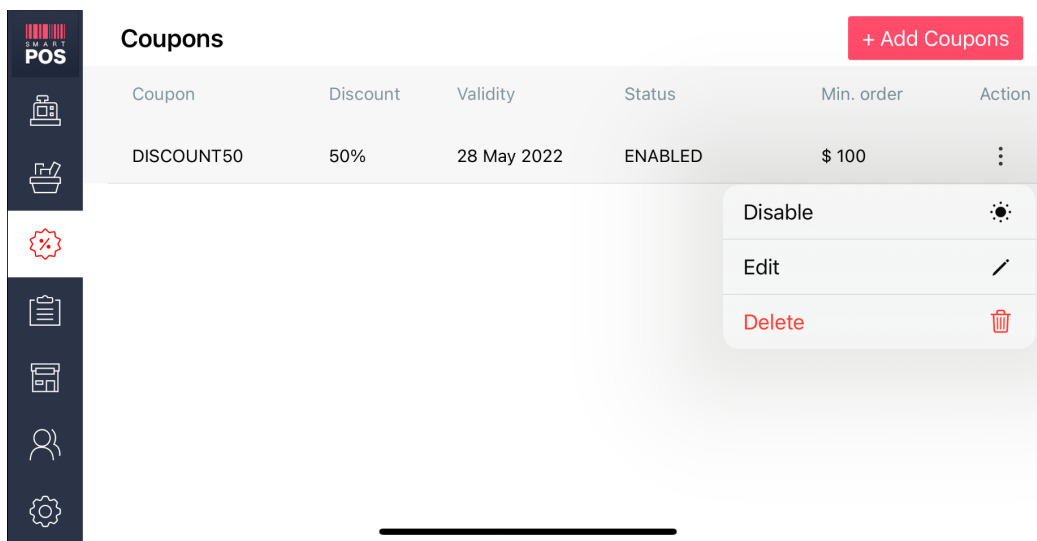 SMART
POS
Coupons
+ Add Coupons
Coupon Discount Validity Status Min. order Action
DISCOUNT50 50% 28 May 2022 ENABLED $ 100
Disable
Edit
Delete